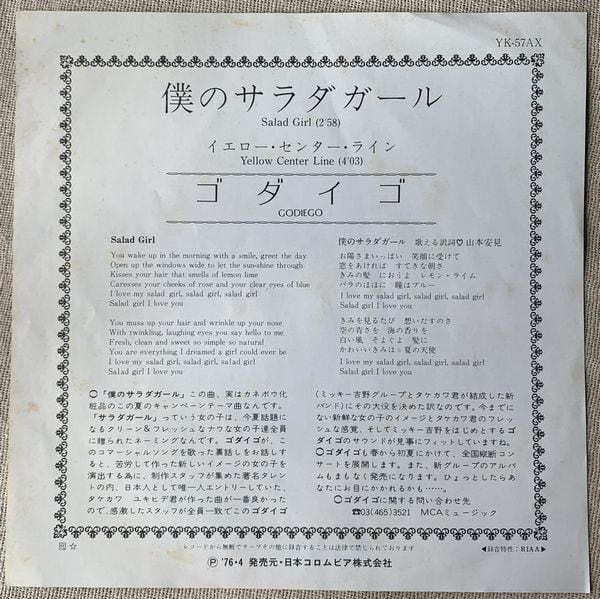 YK-57AX
僕のサラダガール
Salad Girl (2'58)
イエロー・センター・ライン
Yellow Center Line (4'03)
ゴダイゴ
GODIEGO
Salad Girl
You wake up in the morning with a smile, greet the day
Open up the windows wide to let the sun-shine through
Kisses your hair that smells of lemon lime
Caresses your cheeks of rose and your clear eyes of blue
I love my salad girl, salad girl, salad girl
Salad girl I love you
You muss up your hair and wrinkle up your nose
With twinkling, laughing eyes you say hello to me
Fresh, clean and sweet so simple so natural
You are everything I dreamed a girl could ever be
I love my salad girl, salad girl, salad girl
Salad girl I love you
僕のサラダガール 歌える訳詞♡山本安見
お陽さまいっぱい 笑顔に受けて
窓をあければ すてきな朝さ
きみの髪 におうよ レモン・ライム
バラのほほに 瞳はブルー
I love my salad girl, salad girl, salad girl
Salad girl I love you
きみを見るたび 想いだすのさ
空の青さを 海の香りを
白い風 そよぐよ 髪に
かわいいきみは 夏の天使
I love my salad girl, salad girl, salad girl
Salad girl I love you
○「僕のサラダガール」この曲、実はカネボウ化
粧品のこの夏のキャンペーンテーマ曲なんです。
「サラダガール」っていう女の子は、今夏話題に
なるクリーン&フレッシュなナウな女の子達全員
に贈られたネーミングなんです。ゴダイゴが、こ
のコマーシャルソングを歌った裏話しをお話しす
ると、苦労して作った新しいイメージの女の子を
演出する為に、制作スタッフが集めた著名タレン
トの内、日本人として唯一人エントリーしていた、
タケカワ ユキヒデ君が作った曲が一番良かった
ので、感激したスタッフが全員一致でこのゴダイゴ
(ミッキー吉野グループとタケカワ君が結成した新
バンド)にその大役を決めた訳なのです。今までに
ない新鮮な女の子のイメージとタケカワ君のフレッ
シュな感覚、そしてミッキー吉野をはじめとするゴ
ダイゴのサウンドが見事にフィットしていますね。
○ゴダイゴも春から初夏にかけて、全国縦断コン
サートを展開します。また、新グループのアルバ
ムもまもなく発売になります。ひょっとしたらあ
なたにお目にかかれるかも……。
○ゴダイゴに関する問い合わせ先
☎03(465)3521 MCAミュージック
☆
レコードから無断でテープその他に録音することは法律で禁じられております
◀録音特性:RIAA▶
Ⓟ '76・4 発売元・日本コロムビア株式会社